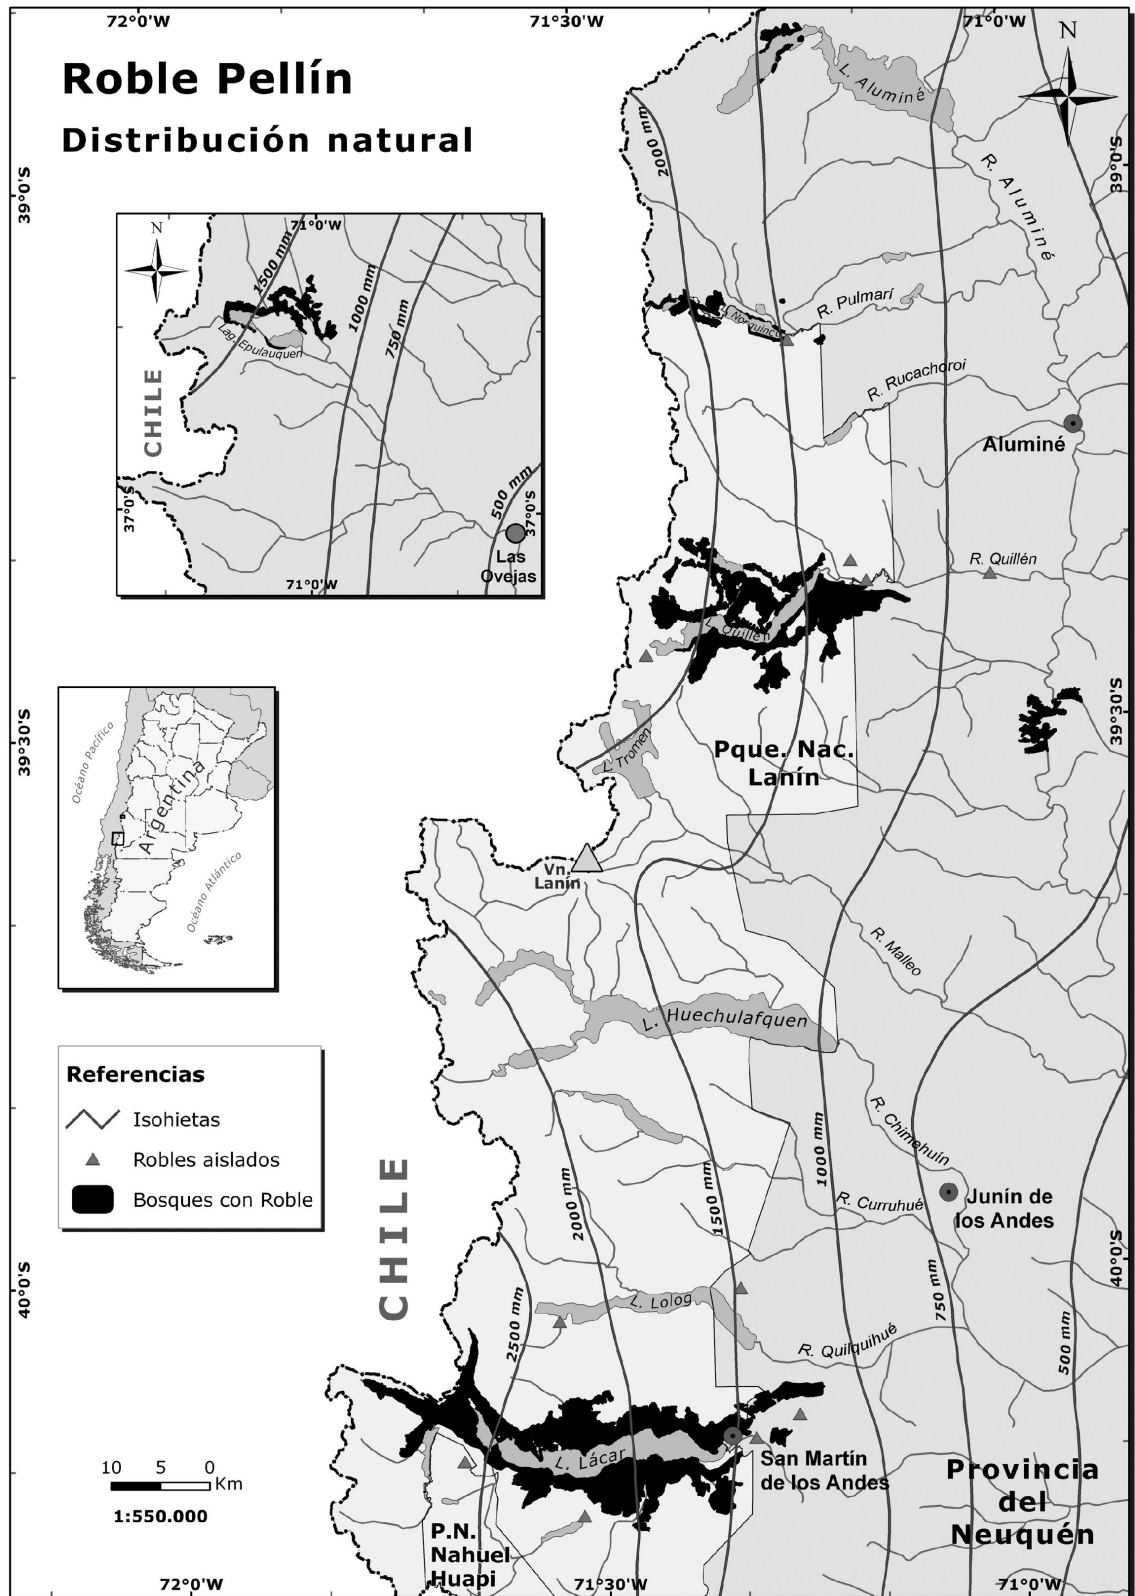 72°0'W
71°30'W
71°0'W
Roble Pellín
Distribución natural
N
L. Aluminé
2000 mm
39°0'S
39°0'S
R. Aluminé
N
71°0'W
1500 mm
1000 mm
750 mm
Lag. Epulauquen
CHILE
37°0'S
500 mm
37°0'S
Las
Ovejas
71°0'W
R. Pulmarí
R. Rucachoroi
Aluminé
R. Quillén
L. Quillén
39°30'S
39°30'S
L. Tromen
Pque. Nac.
Lanín
Océano Pacífico
Argentina
Océano Atlántico
Vn.
Lanín
R. Malleo
L. Huechulafquen
Referencias
Isohietas
Robles aislados
Bosques con Roble
R. Chimehuín
1000 mm
1500 mm
2000 mm
CHILE
R. Curruhué
Junín de
los Andes
40°0'S
40°0'S
2500 mm
L. Lolog
750 mm
500 mm
R. Quilquihué
L. Lácar
San Martín
de los Andes
10 5 0
Km
1:550.000
Provincia
del
Neuquén
P.N.
Nahuel
Huapi
72°0'W
71°30'W
71°0'W